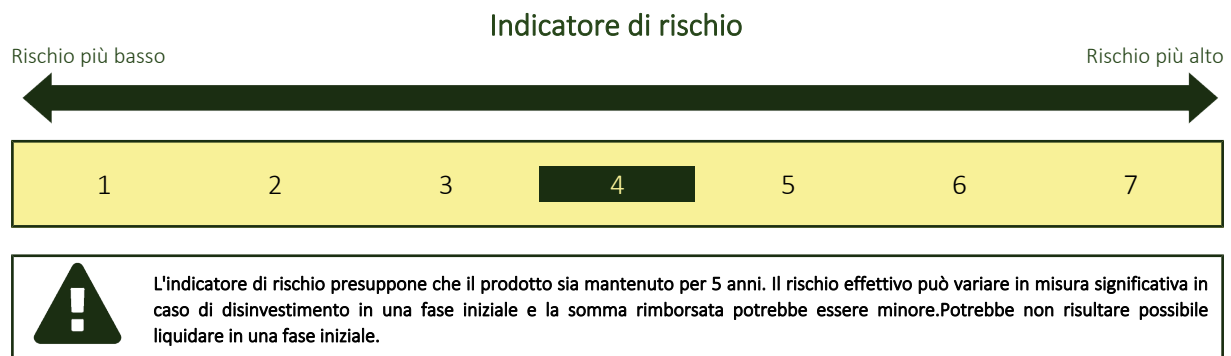 Indicatore di rischio
Rischio più basso
Rischio più alto
1 2 3 4 5 6 7
L'indicatore di rischio presuppone che il prodotto sia mantenuto per 5 anni. Il rischio effettivo può variare in misura significativa in
caso di disinvestimento in una fase iniziale e la somma rimborsata potrebbe essere minore.Potrebbe non risultare possibile
liquidare in una fase iniziale.